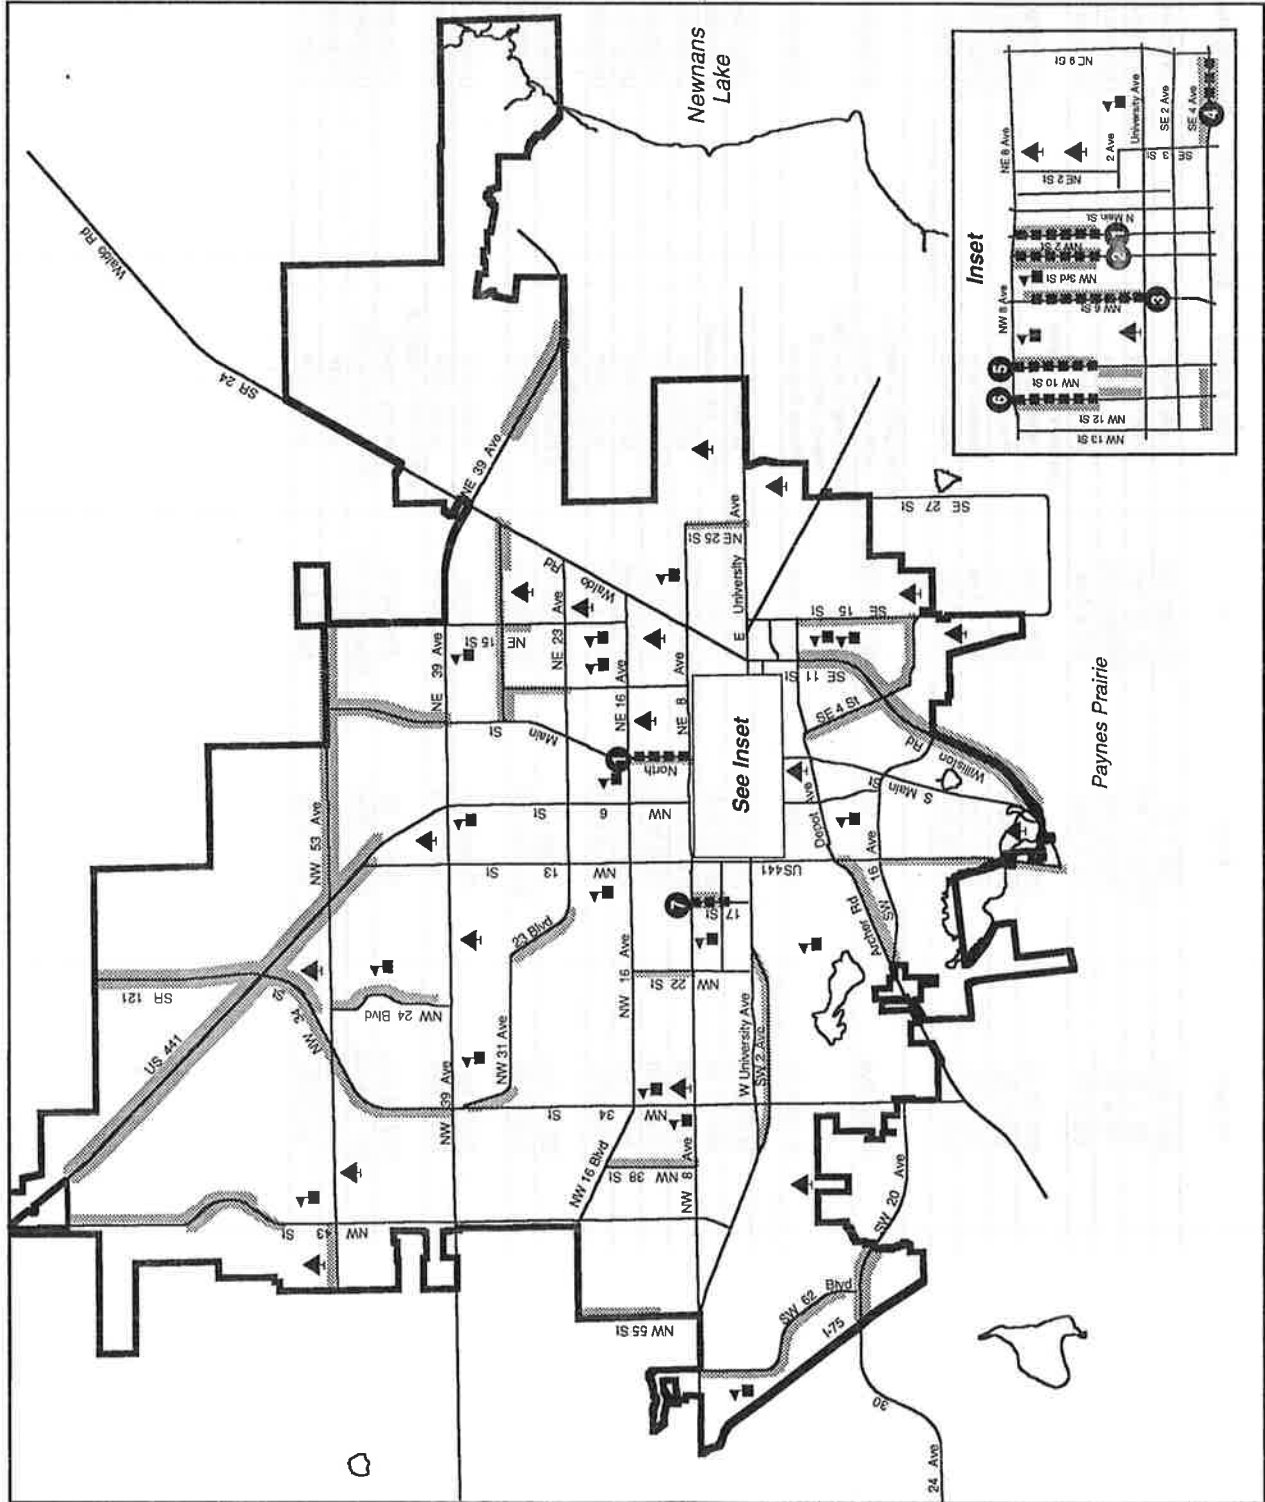 Newnans
Lake
Waldo Rd
SR 24
NE 39 Ave
Inset
NE 8 Ave
NE 9 St
NE 2 St
2 Ave
University Ave
SE 2 Ave
SE 4 Ave
SE 3 St
4
N Main St
1
NW 2 St
2
NW 3rd St
3
NW 6 St
NW 8 Ave
5
NW 10 St
6
NW 12 St
NW 13 St
NE 25 St
E University Ave
SE 27 St
Waldo Rd
NE 23 Ave
NE 15 St
NE 39 Ave
NE 16 Ave
NE 8 Ave
SE 15 St
SE 11 St
SE 4 St
Williston Rd
Paynes Prairie
North Main St
1
See Inset
Depot Ave
S Main St
NW 6 St
NW 53 Ave
NW 13 St
US441
SW 16 Ave
Archer Rd
7
17 St
23 Blvd
NW 16 Ave
NW 22 St
SR 121
US 441
NW 34 St
NW 24 Blvd
NW 31 Ave
NW 39 Ave
W University Ave
SW 2 Ave
NW 34 St
NW 16 Blvd
NW 38 St
NW 8 Ave
SW 20 Ave
NW 43 St
NW 55 St
SW 62 Blvd
I-75
30
24 Ave